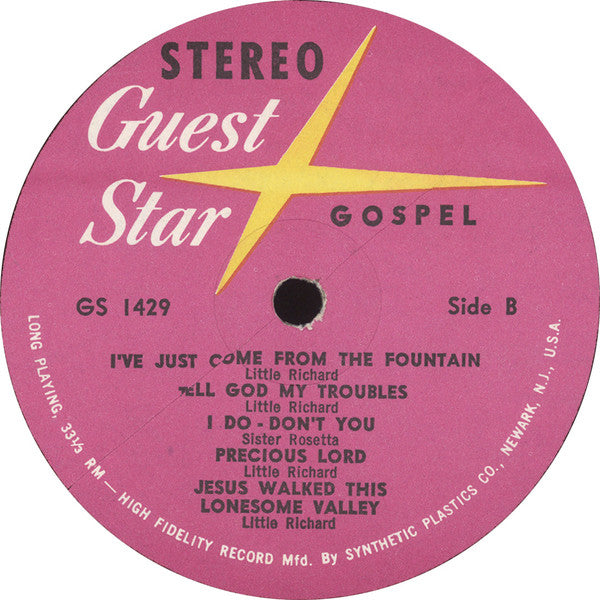 STEREO
Guest
Star
GOSPEL
GS 1429
Side B
I'VE JUST COME FROM THE FOUNTAIN
Little Richard
TELL GOD MY TROUBLES
Little Richard
I DO - DON'T YOU
Sister Rosetta
PRECIOUS LORD
Little Richard
JESUS WALKED THIS
LONESOME VALLEY
Little Richard
LONG PLAYING, 33⅓ RM — HIGH FIDELITY RECORD Mfd. By SYNTHETIC PLASTICS CO., NEWARK, N.J., U.S.A.